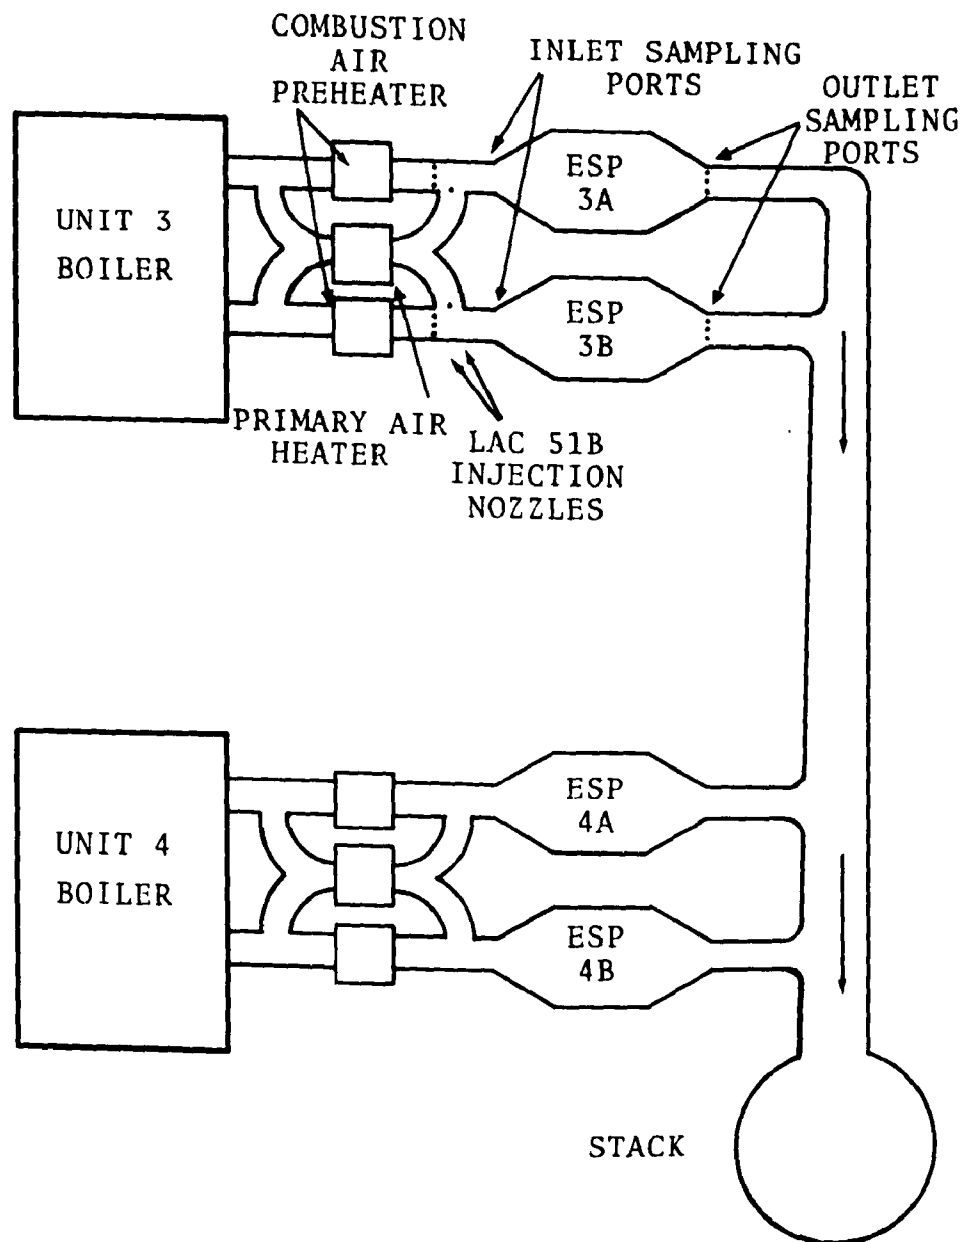 COMBUSTION
AIR
PREHEATER
INLET SAMPLING
PORTS
OUTLET
SAMPLING
PORTS
UNIT 3
BOILER
ESP
3A
ESP
3B
PRIMARY AIR
HEATER
LAC 51B
INJECTION
NOZZLES
UNIT 4
BOILER
ESP
4A
ESP
4B
STACK